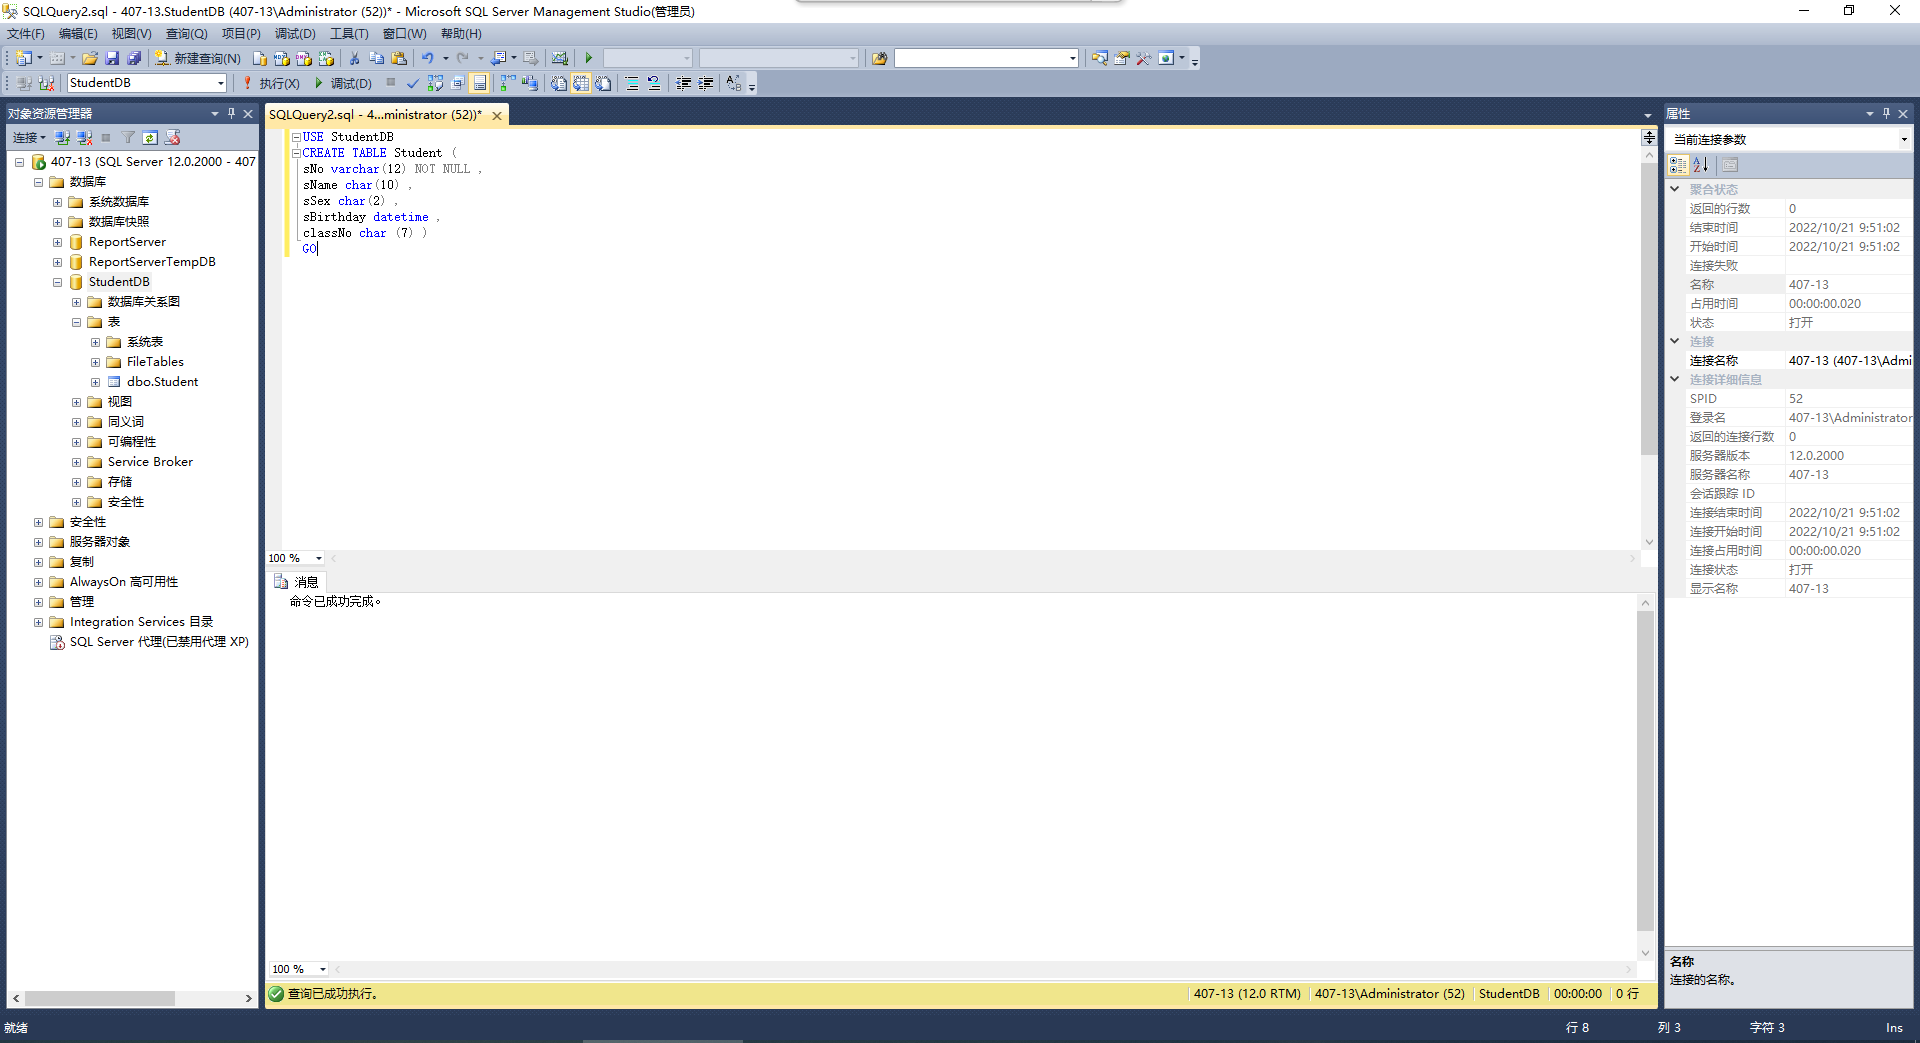 SQLQuery2.sql - 407-13.StudentDB (407-13\Administrator (52))* - Microsoft SQL Server Management Studio(管理员)
文件(F) 编辑(E) 视图(V) 查询(Q) 项目(P) 调试(D) 工具(T) 窗口(W) 帮助(H)
新建查询(N)
StudentDB 执行(X) 调试(D)
对象资源管理器
连接
407-13 (SQL Server 12.0.2000 - 407
数据库
系统数据库
数据库快照
ReportServer
ReportServerTempDB
StudentDB
数据库关系图
表
系统表
FileTables
dbo.Student
视图
同义词
可编程性
Service Broker
存储
安全性
安全性
服务器对象
复制
AlwaysOn 高可用性
管理
Integration Services 目录
SQL Server 代理(已禁用代理 XP)
SQLQuery2.sql - 4...ministrator (52))*
USE StudentDB
CREATE TABLE Student (
sNo varchar(12) NOT NULL ,
sName char(10) ,
sSex char(2) ,
sBirthday datetime ,
classNo char (7) )
GO
100 %
消息
命令已成功完成。
100 %
查询已成功执行。 407-13 (12.0 RTM) 407-13\Administrator (52) StudentDB 00:00:00 0 行
属性
当前连接参数
聚合状态
返回的行数 0
结束时间 2022/10/21 9:51:02
开始时间 2022/10/21 9:51:02
连接失败
名称 407-13
占用时间 00:00:00.020
状态 打开
连接
连接名称 407-13 (407-13\Admi
连接详细信息
SPID 52
登录名 407-13\Administrator
返回的连接行数 0
服务器版本 12.0.2000
服务器名称 407-13
会话跟踪 ID
连接结束时间 2022/10/21 9:51:02
连接开始时间 2022/10/21 9:51:02
连接占用时间 00:00:00.020
连接状态 打开
显示名称 407-13
名称
连接的名称。
就绪 行 8 列 3 字符 3 Ins